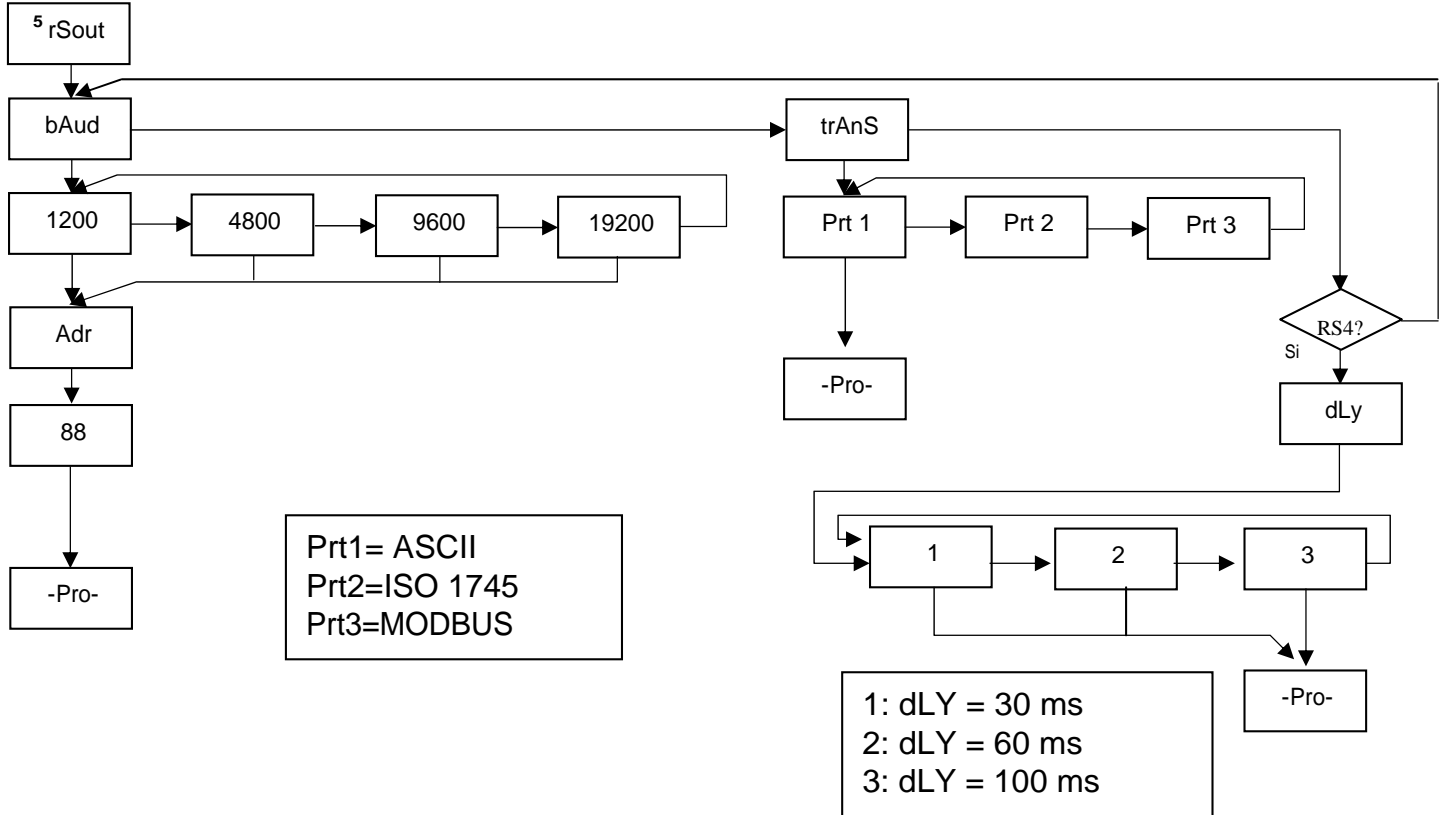 5 rSout
bAud
trAnS
1200
4800
9600
19200
Prt 1
Prt 2
Prt 3
Adr
RS4?
Si
-Pro-
dLy
88
1
2
3
Prt1= ASCII
Prt2=ISO 1745
Prt3=MODBUS
-Pro-
-Pro-
1: dLY = 30 ms
2: dLY = 60 ms
3: dLY = 100 ms